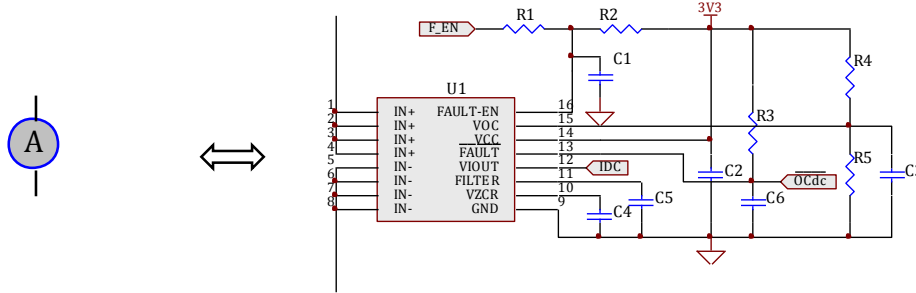 3V3
R1
R2
F_EN
C1
R4
U1
A
1 IN+ FAULT-EN 16
2 IN+ VOC 15
3 IN+ VCC 14
4 IN+ FAULT 13
5 IN- VIOUT 12
6 IN- FILTER 11
7 IN- VZCR 10
8 IN- GND 9
R3
R5
IDC
OCdc
C2
C4
C5
C6